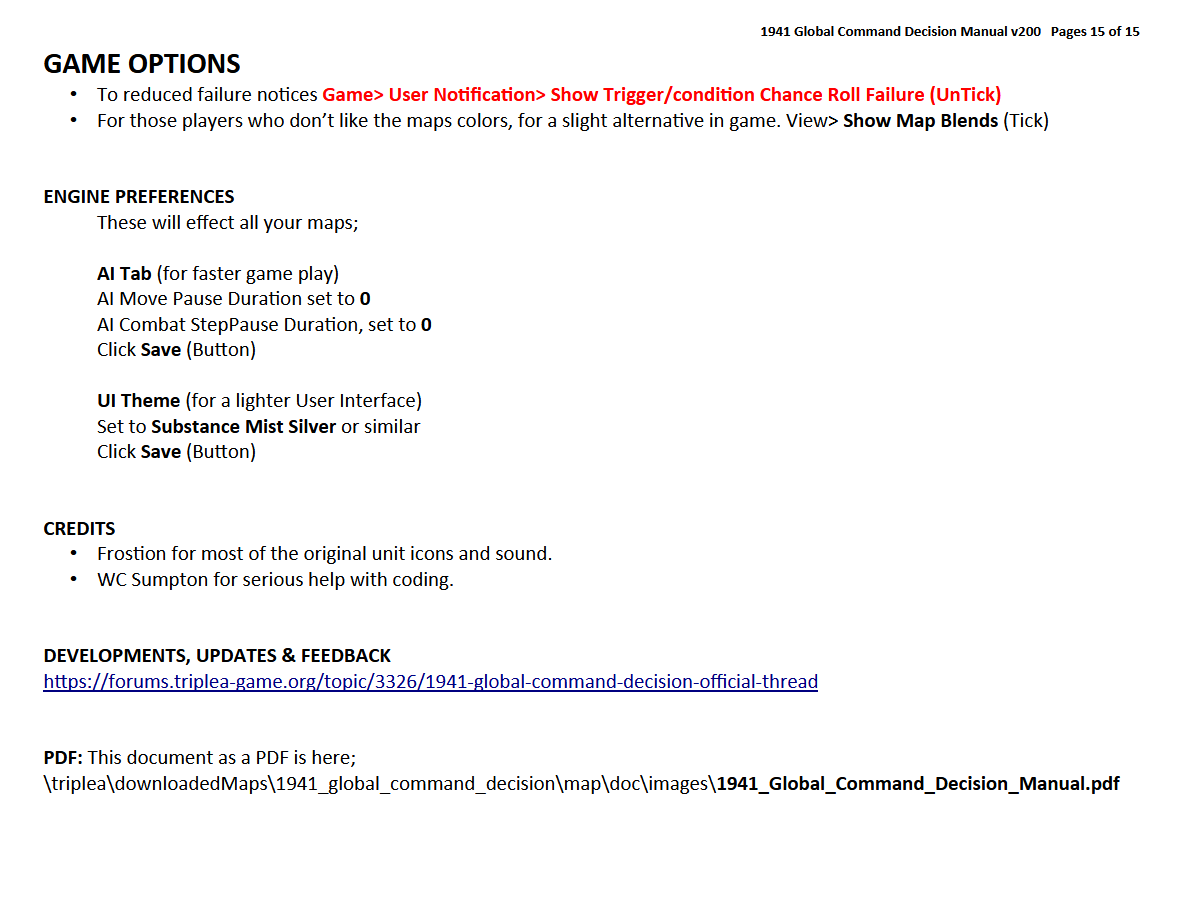 1941 Global Command Decision Manual v200 Pages 15 of 15
GAME OPTIONS
• To reduced failure notices Game> User Notification> Show Trigger/condition Chance Roll Failure (UnTick)
• For those players who don’t like the maps colors, for a slight alternative in game. View> Show Map Blends (Tick)
ENGINE PREFERENCES
These will effect all your maps;
AI Tab (for faster game play)
AI Move Pause Duration set to 0
AI Combat StepPause Duration, set to 0
Click Save (Button)
UI Theme (for a lighter User Interface)
Set to Substance Mist Silver or similar
Click Save (Button)
CREDITS
• Frostion for most of the original unit icons and sound.
• WC Sumpton for serious help with coding.
DEVELOPMENTS, UPDATES & FEEDBACK
https://forums.triplea-game.org/topic/3326/1941-global-command-decision-official-thread
PDF: This document as a PDF is here;
\triplea\downloadedMaps\1941_global_command_decision\map\doc\images\1941_Global_Command_Decision_Manual.pdf